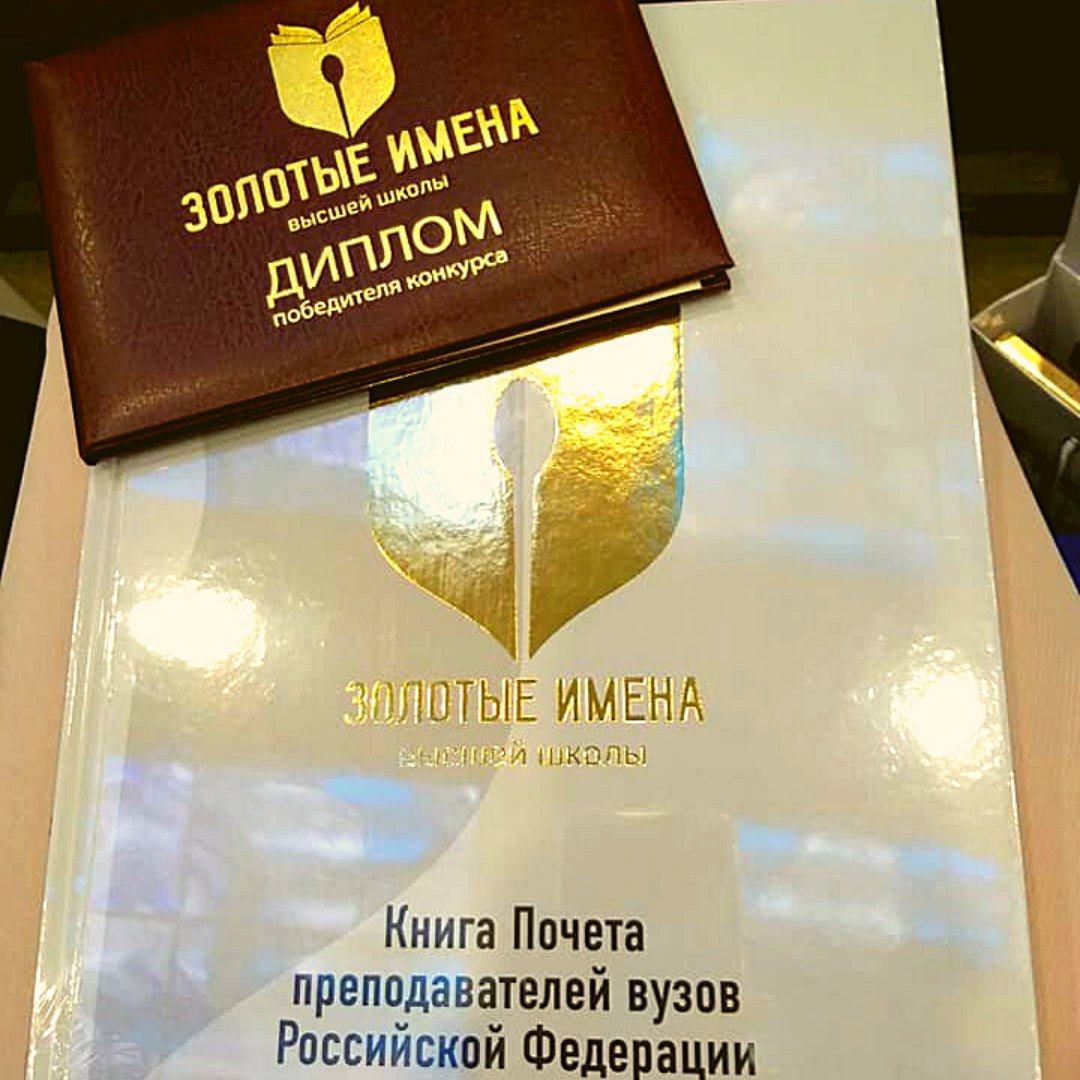 ЗОЛОТЫЕ ИМЕНА
высшей школы
ДИПЛОМ
победителя конкурса
ЗОЛОТЫЕ ИМЕНА
высшей школы
Книга Почета
преподавателей вузов
Российской Федерации